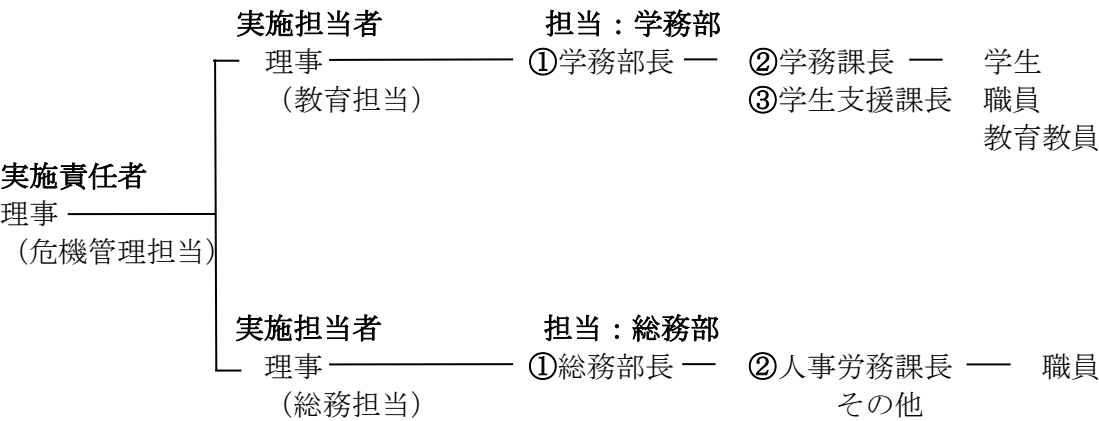 実施担当者 担当：学務部
理事 ①学務部長 ②学務課長 学生
（教育担当） ③学生支援課長 職員
教育教員
実施責任者
理事
（危機管理担当）
実施担当者 担当：総務部
理事 ①総務部長 ②人事労務課長 職員
（総務担当） その他